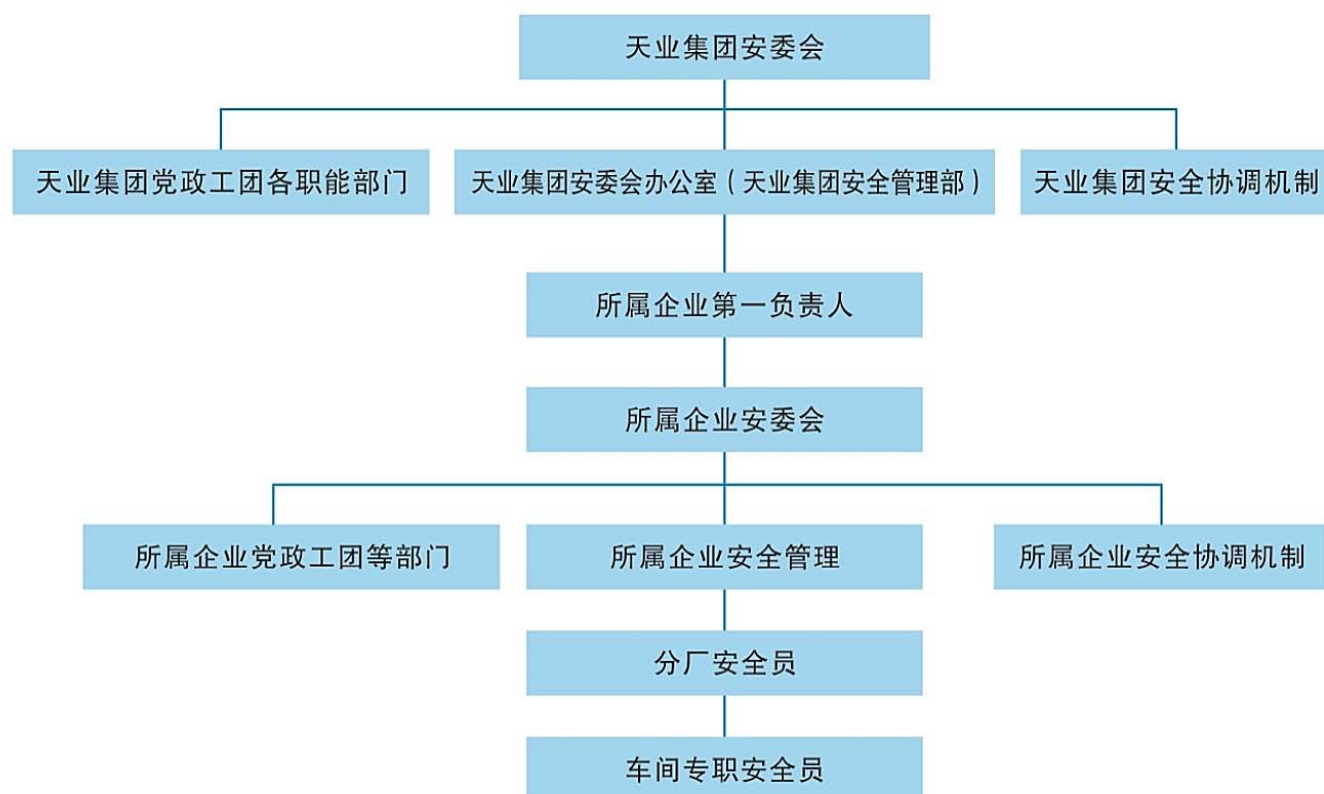 天业集团安委会
天业集团党政工团各职能部门
天业集团安委会办公室（天业集团安全管理部）
天业集团安全协调机制
所属企业第一负责人
所属企业安委会
所属企业党政工团等部门
所属企业安全管理
所属企业安全协调机制
分厂安全员
车间专职安全员